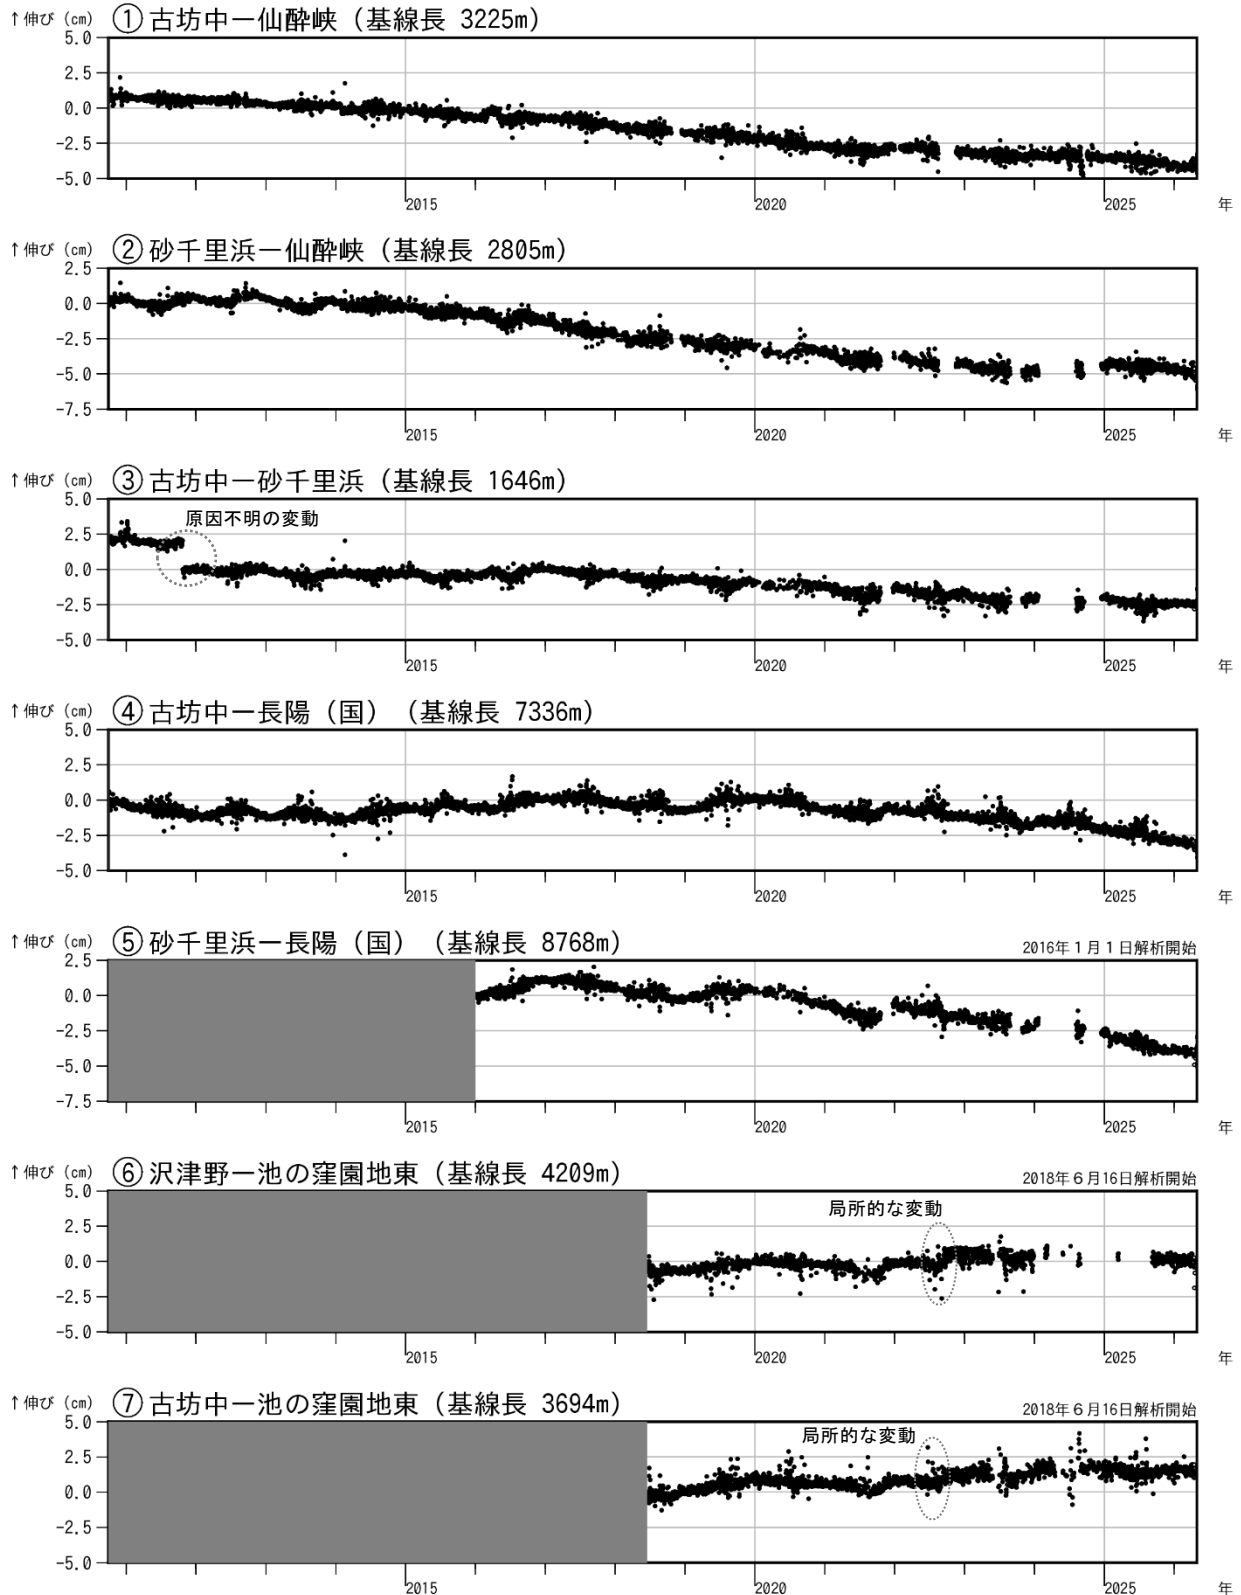 ↑伸び（cm） ①古坊中－仙酔峡（基線長 3225m）
5.0
2.5
0.0
-2.5
-5.0
2015 2020 2025 年
↑伸び（cm） ②砂千里浜－仙酔峡（基線長 2805m）
2.5
0.0
-2.5
-5.0
-7.5
2015 2020 2025 年
↑伸び（cm） ③古坊中－砂千里浜（基線長 1646m）
5.0
原因不明の変動
2.5
0.0
-2.5
-5.0
2015 2020 2025 年
↑伸び（cm） ④古坊中－長陽（国）（基線長 7336m）
5.0
2.5
0.0
-2.5
-5.0
2015 2020 2025 年
↑伸び（cm） ⑤砂千里浜－長陽（国）（基線長 8768m） 2016年１月１日解析開始
2.5
0.0
-2.5
-5.0
-7.5
2015 2020 2025 年
↑伸び（cm） ⑥沢津野－池の窪園地東（基線長 4209m） 2018年６月16日解析開始
5.0
局所的な変動
2.5
0.0
-2.5
-5.0
2015 2020 2025 年
↑伸び（cm） ⑦古坊中－池の窪園地東（基線長 3694m） 2018年６月16日解析開始
5.0
局所的な変動
2.5
0.0
-2.5
-5.0
2015 2020 2025 年